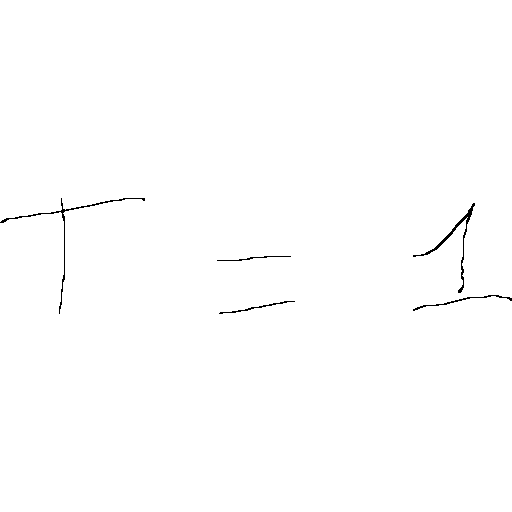 T = 1